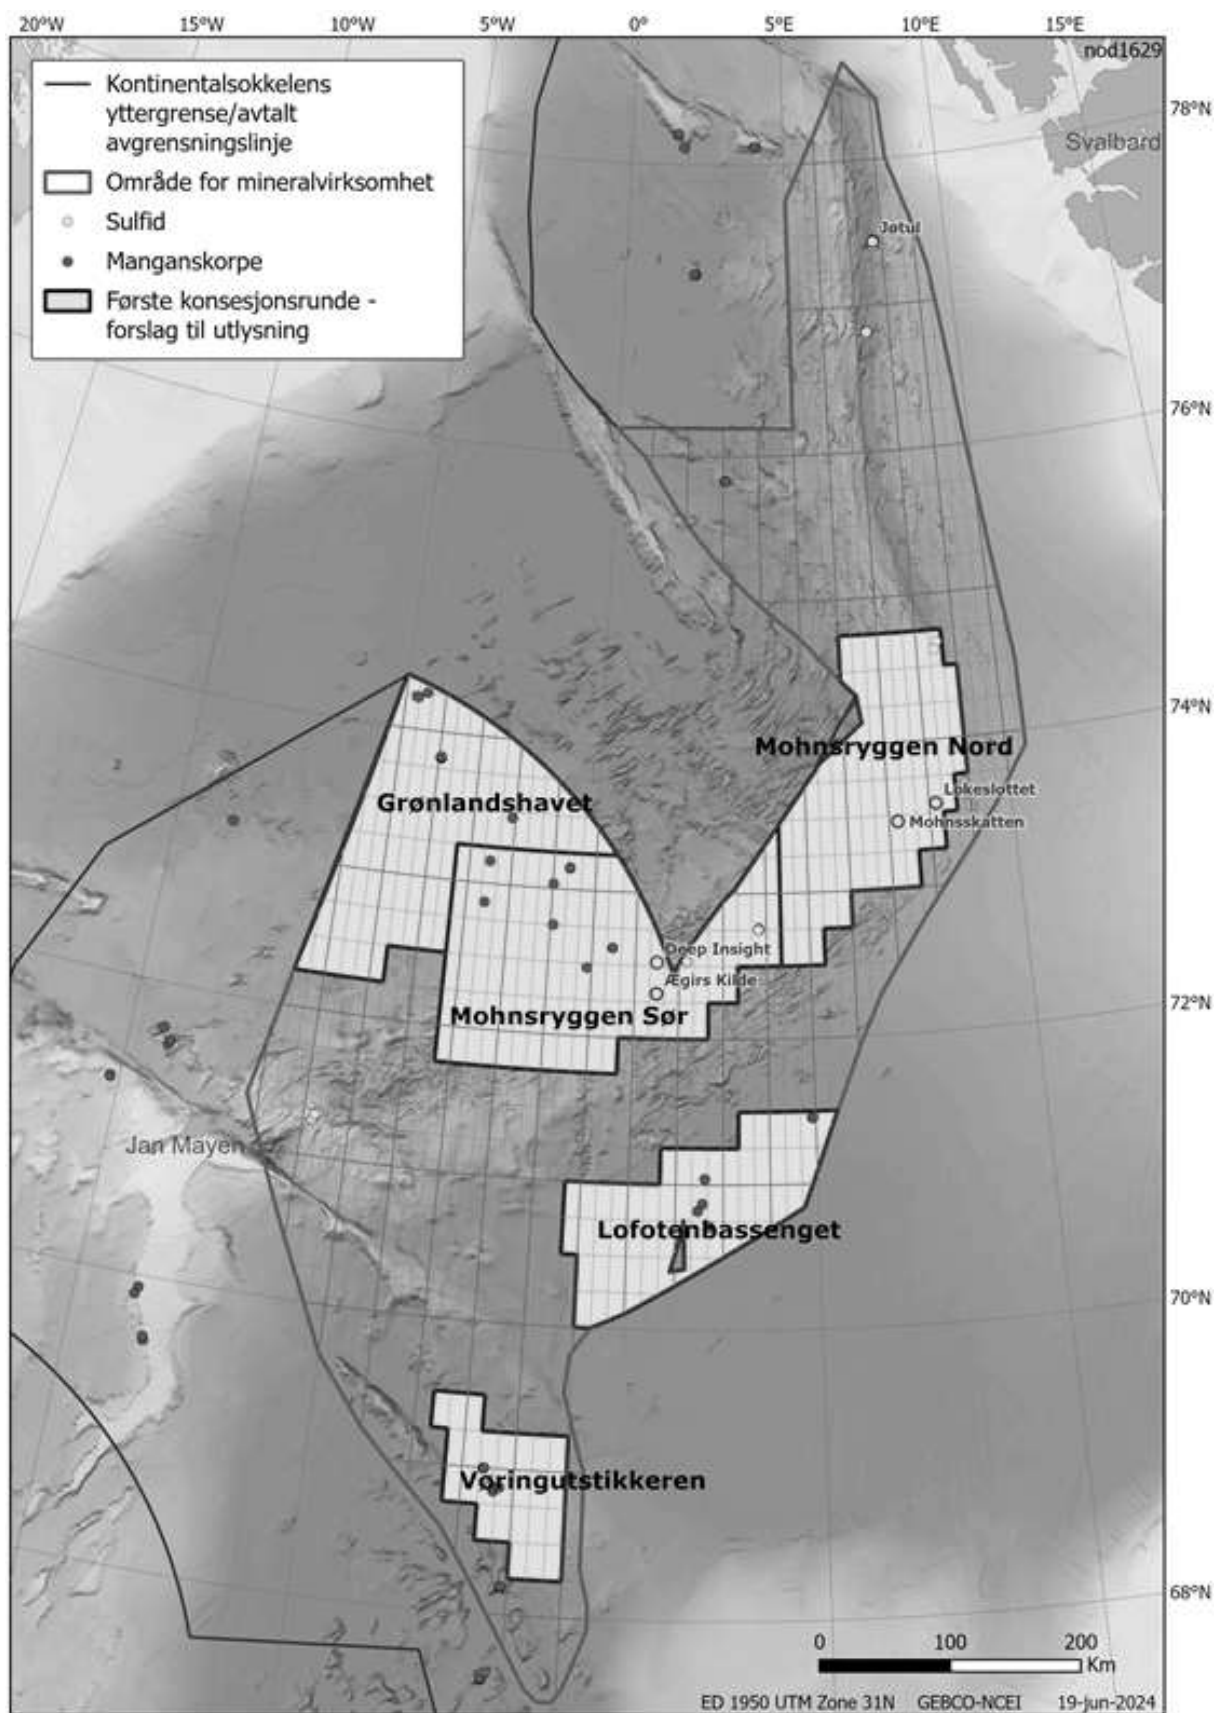 20°W 15°W 10°W 5°W 0° 5°E 10°E 15°E
nod1629
Kontinentalsokkelens
yttergrense/avtalt
avgrensningslinje
Område for mineralvirksomhet
Sulfid
Manganskorpe
Første konsesjonsrunde -
forslag til utlysning
78°N
Svalbard
Jøtul
76°N
74°N
Mohnsryggen Nord
Grønlandshavet
Lokeslottet
Mohnsskatten
Deep Insight
Ægirs Kilde
72°N
Mohnsryggen Sør
Jan Mayen
Lofotenbassenget
70°N
Vøringutstikkeren
68°N
0 100 200
Km
ED 1950 UTM Zone 31N GEBCO-NCEI 19-jun-2024